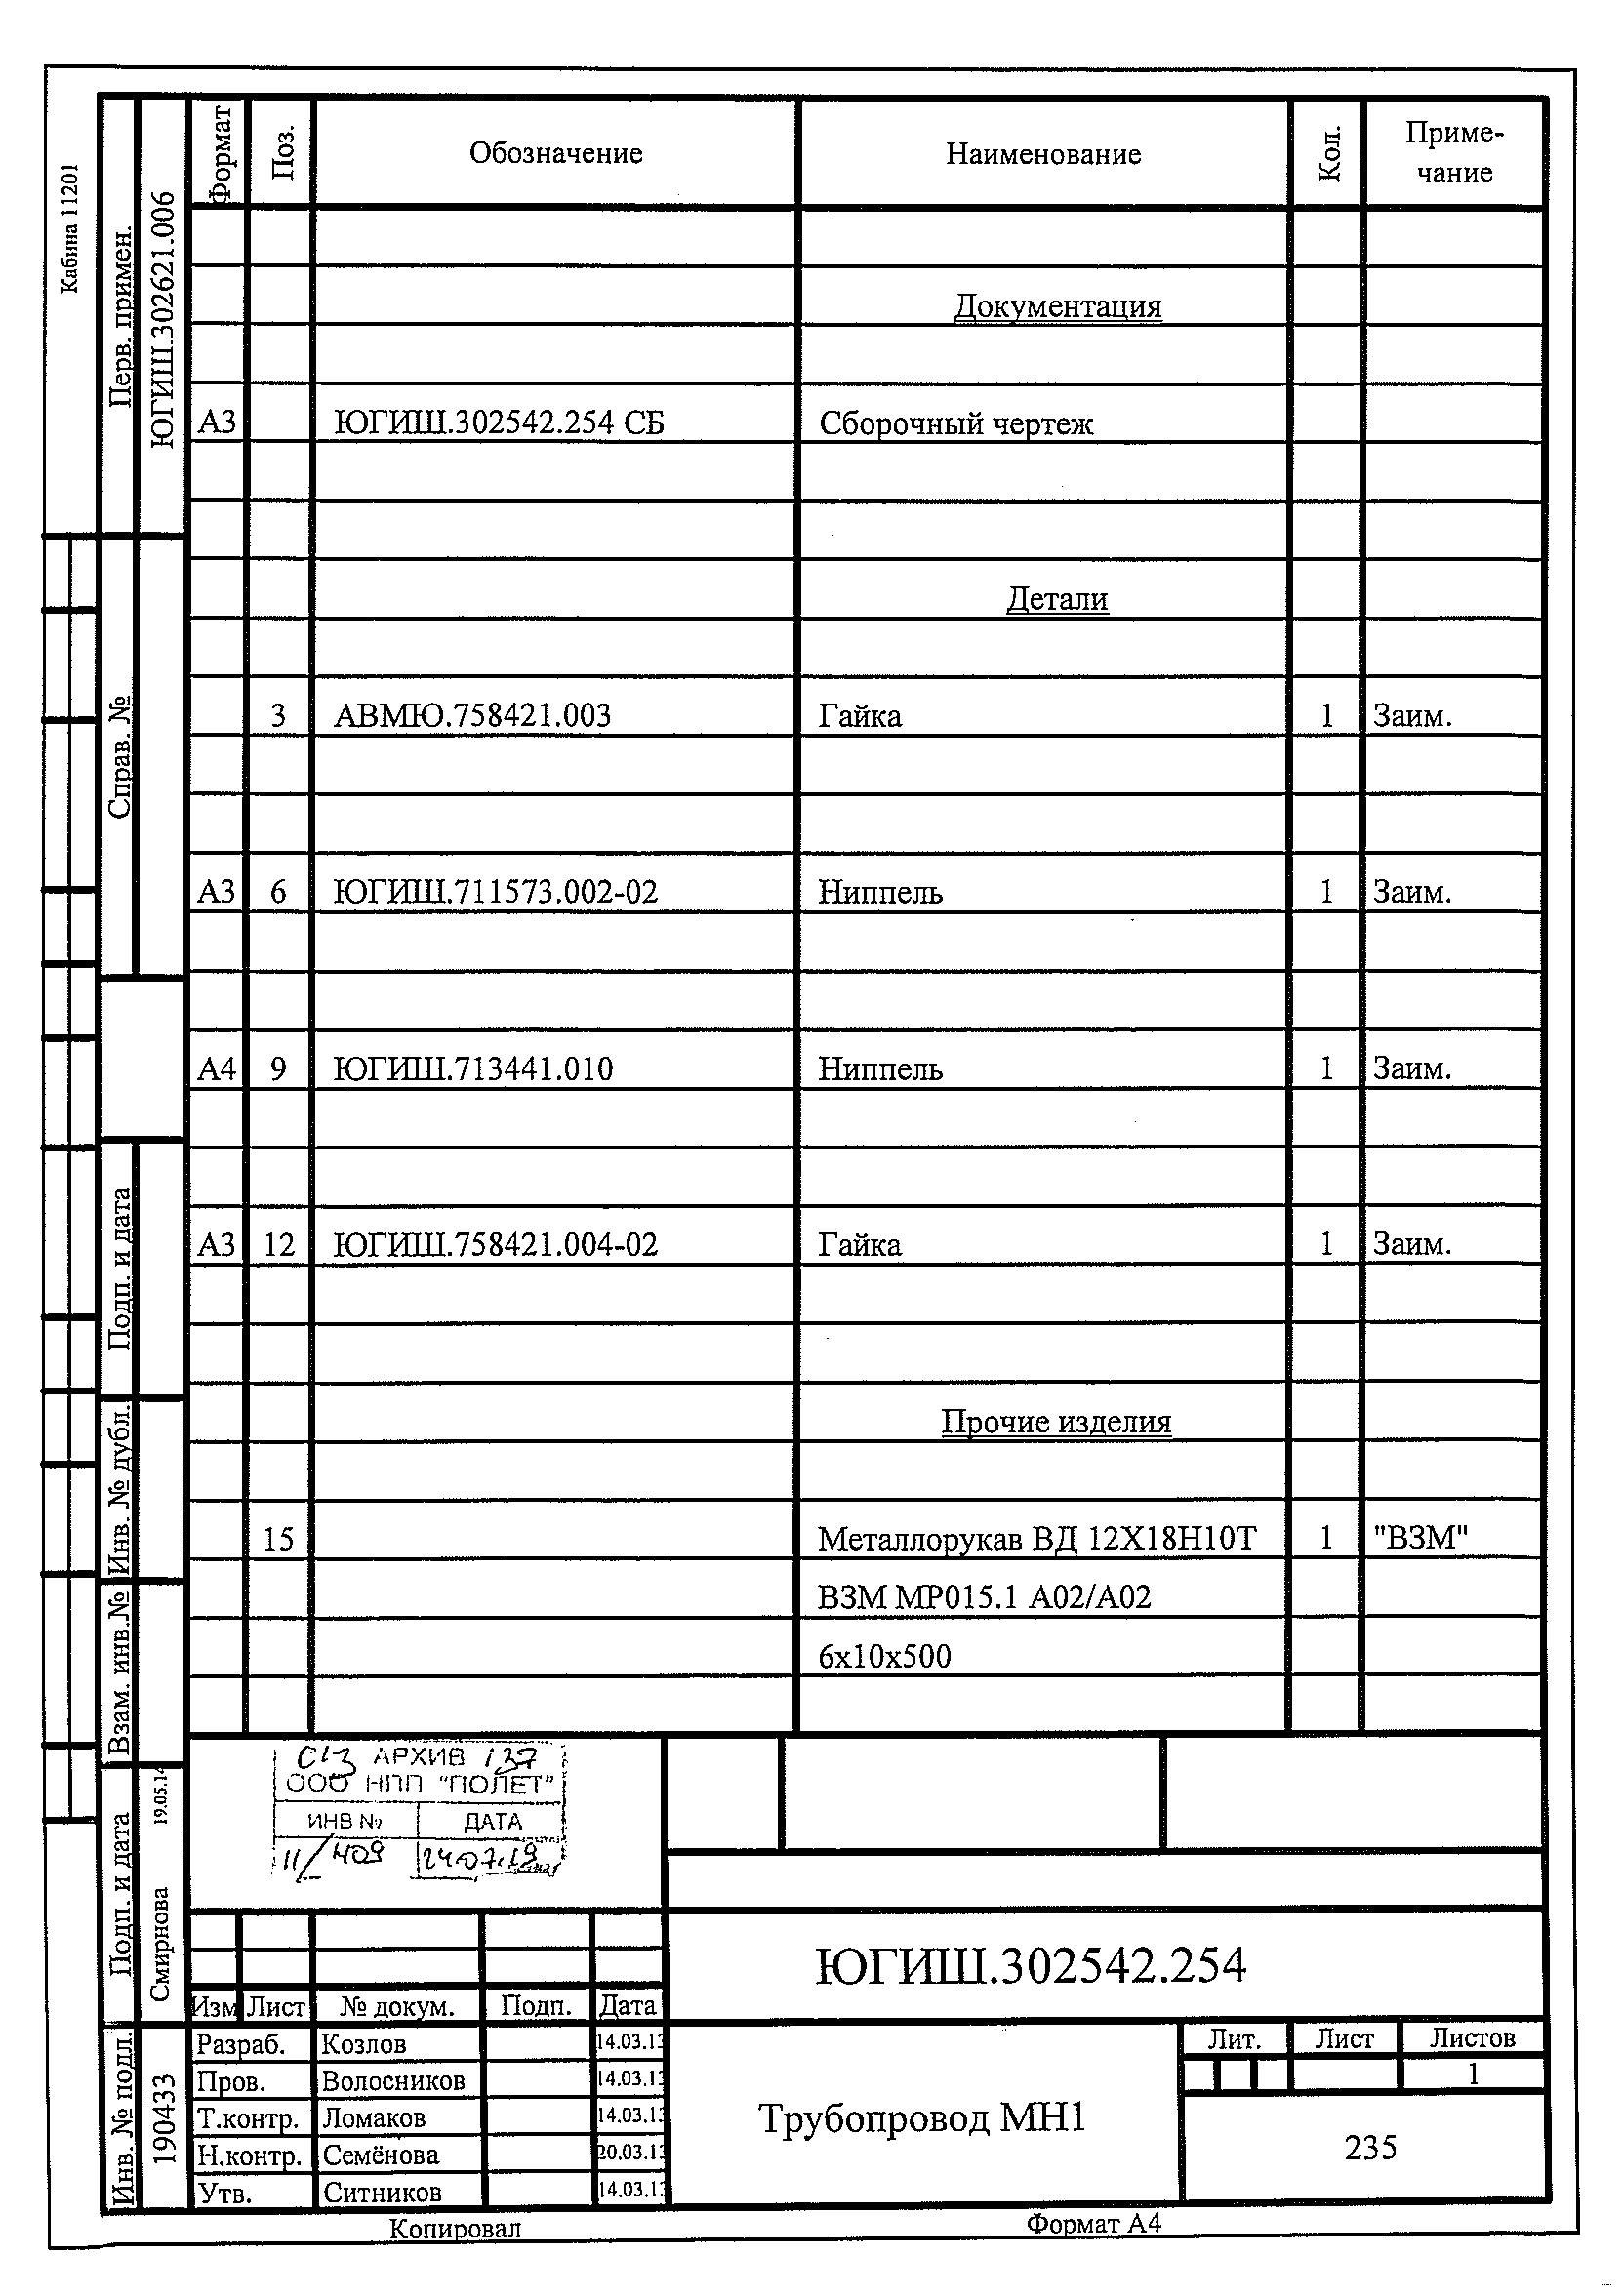 Кабина 11201
Перв. примен.
ЮГИШ.302621.006
Справ. №
Подп. и дата
Инв. № дубл.
Взам. инв.№
Подп. и дата
Смирнова 19.05.14
Инв. № подл.
190433
Формат Поз. Обозначение Наименование Кол. Приме-
чание
Документация
А3 ЮГИШ.302542.254 СБ Сборочный чертеж
Детали
3 АВМЮ.758421.003 Гайка 1 Заим.
А3 6 ЮГИШ.711573.002-02 Ниппель 1 Заим.
А4 9 ЮГИШ.713441.010 Ниппель 1 Заим.
А3 12 ЮГИШ.758421.004-02 Гайка 1 Заим.
Прочие изделия
15 Металлорукав ВД 12Х18Н10Т 1 "ВЗМ"
ВЗМ МР015.1 А02/А02
6х10х500
АРХИВ 137
ООО НПП "ПОЛЕТ"
ИНВ № ДАТА
11/409 24.07.19
ЮГИШ.302542.254
Изм Лист № докум. Подп. Дата
Разраб. Козлов 14.03.13
Пров. Волосников 14.03.13
Т.контр. Ломаков 14.03.13
Н.контр. Семёнова 20.03.13
Утв. Ситников 14.03.13
Трубопровод МН1
Лит. Лист Листов
1
235
Копировал Формат А4